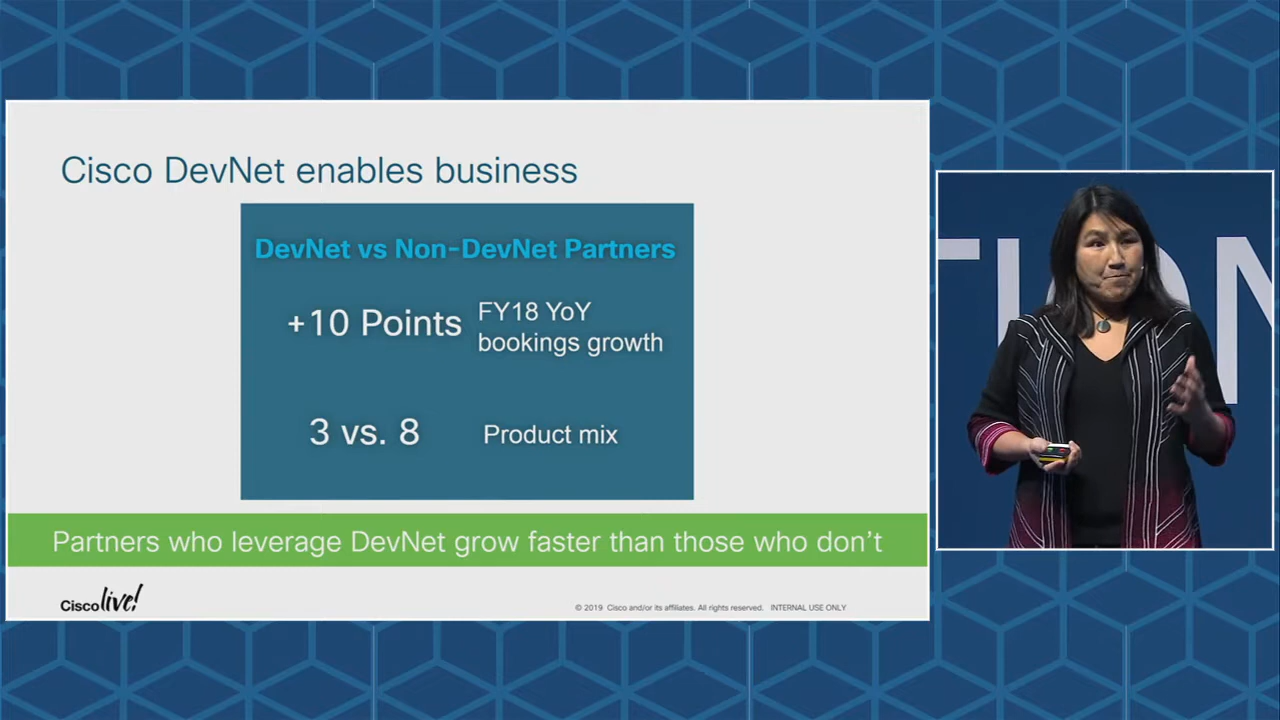 Cisco DevNet enables business
DevNet vs Non-DevNet Partners
+10 Points
FY18 YoY
bookings growth
3 vs. 8
Product mix
Partners who leverage DevNet grow faster than those who don't
Cisco live!
© 2019 Cisco and/or its affiliates. All rights reserved. INTERNAL USE ONLY